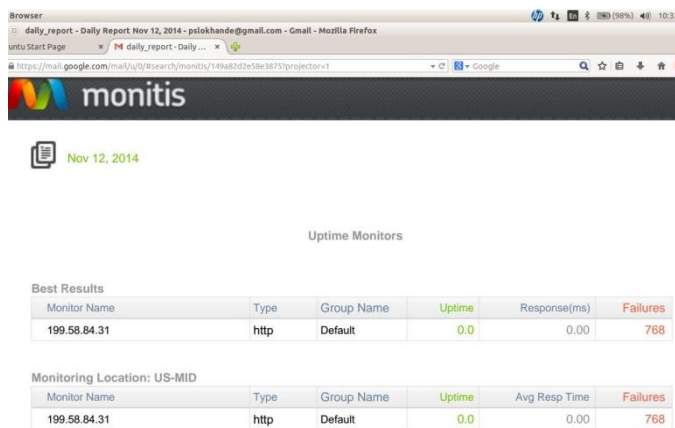 Browser
En (98%) 10:3
daily_report - Daily Report Nov 12, 2014 - pslokhande@gmail.com - Gmail - Mozilla Firefox
untu Start Page × M daily_report - Daily ... ×
https://mail.google.com/mail/u/0/#search/monitis/149a82d2e58e3875?projector=1 Google
monitis
Nov 12, 2014
Uptime Monitors
Best Results
Monitor Name Type Group Name Uptime Response(ms) Failures
199.58.84.31 http Default 0.0 0.00 768
Monitoring Location: US-MID
Monitor Name Type Group Name Uptime Avg Resp Time Failures
199.58.84.31 http Default 0.0 0.00 768